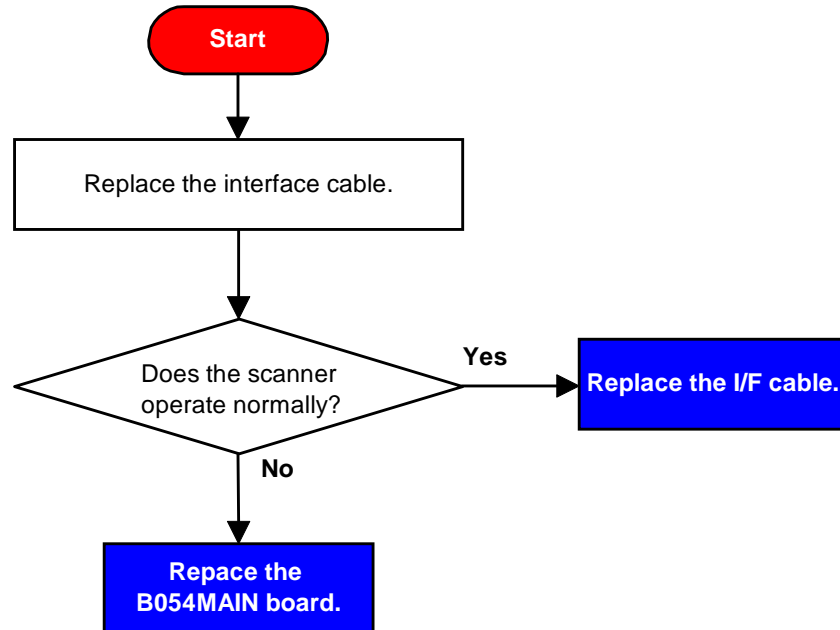 Start
Replace the interface cable.
Does the scanner
operate normally?
Yes
Replace the I/F cable.
No
Repace the
B054MAIN board.